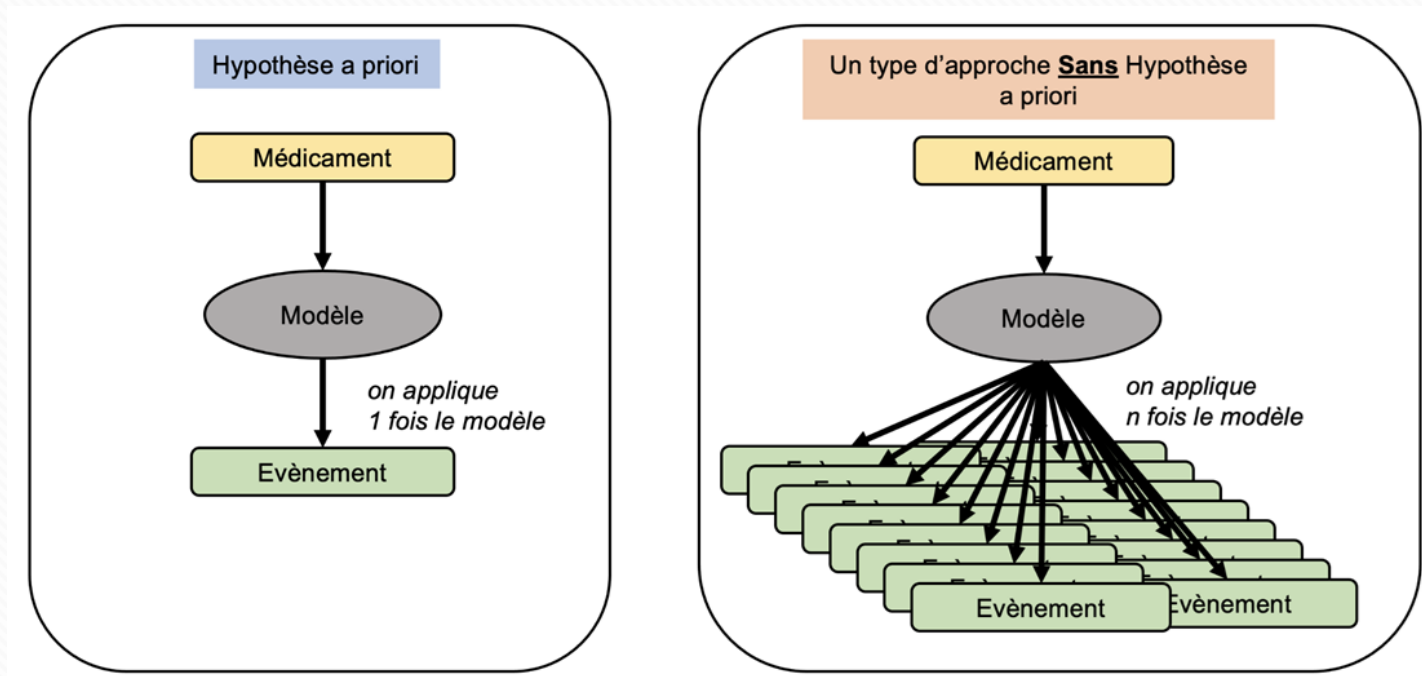 Hypothèse a priori
Médicament
Modèle
on applique
1 fois le modèle
Evènement
Un type d’approche Sans Hypothèse
a priori
Médicament
Modèle
on applique
n fois le modèle
Evènement
Evènement